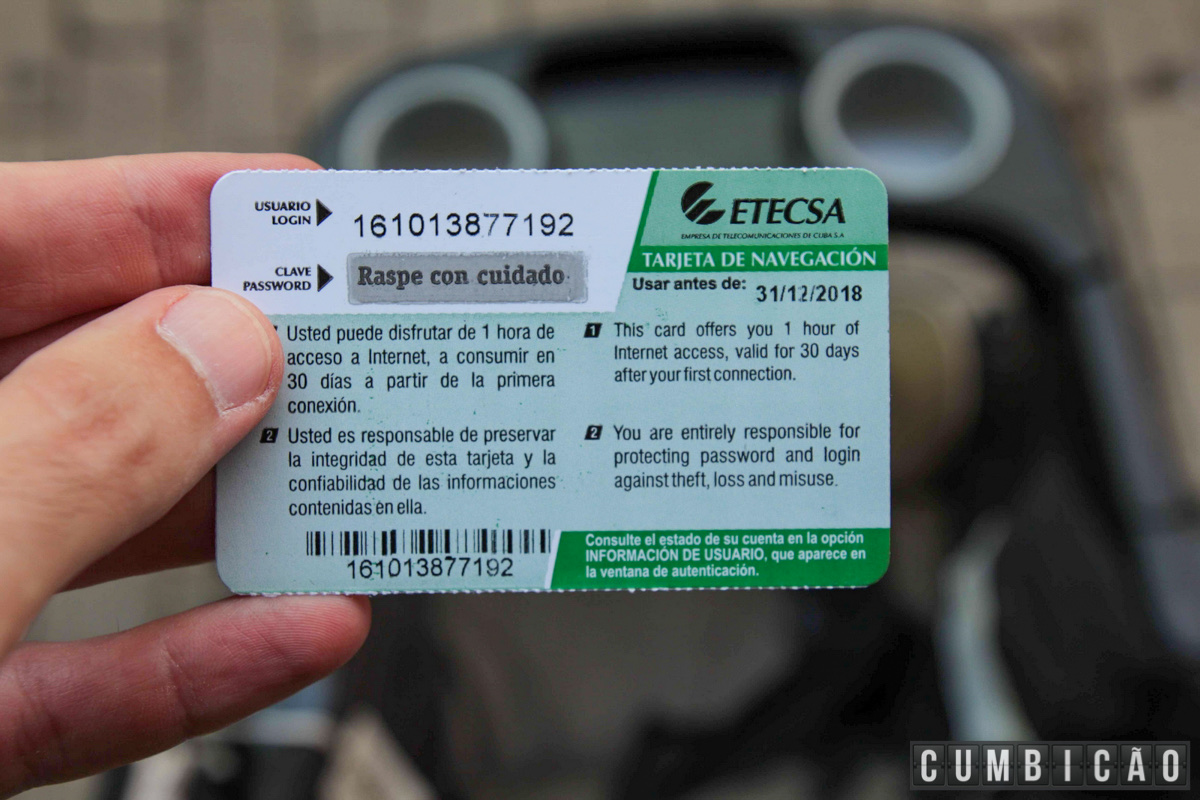 USUARIO
LOGIN
161013877192
CLAVE
PASSWORD
Raspe con cuidado
ETECSA
EMPRESA DE TELECOMUNICACIONES DE CUBA S.A
TARJETA DE NAVEGACIÓN
Usar antes de: 31/12/2018
Usted puede disfrutar de 1 hora de
acceso a Internet, a consumir en
30 días a partir de la primera
conexión.
2 Usted es responsable de preservar
la integridad de esta tarjeta y la
confiabilidad de las informaciones
contenidas en ella.
1 This card offers you 1 hour of
Internet access, valid for 30 days
after your first connection.
2 You are entirely responsible for
protecting password and login
against theft, loss and misuse.
161013877192
Consulte el estado de su cuenta en la opción
INFORMACIÓN DE USUARIO, que aparece en
la ventana de autenticación.
CUMBICÃO